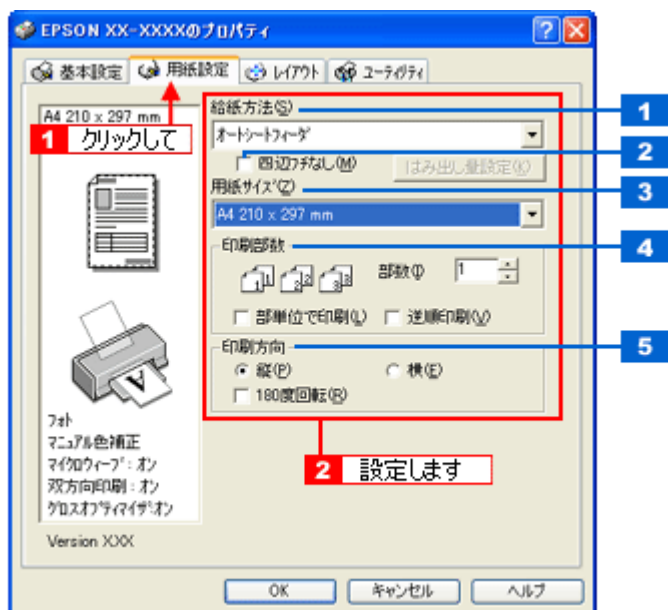 EPSON XX-XXXXのプロパティ
基本設定 用紙設定 レイアウト ユーティリティ
A4 210 x 297 mm
1 クリックして
給紙方法(S)
1
オートシートフィーダ
2
四辺フチなし(M) はみ出し量設定(K)
用紙サイズ(Z)
3
A4 210 x 297 mm
印刷部数
4
1 1 2 2 3 3
部数(I) 1
部単位で印刷(L) 逆順印刷(V)
印刷方向
5
縦(P) 横(E)
180度回転(R)
2 設定します
A
フォト
マニュアル色補正
マイクロウィーブ：オン
双方向印刷：オン
グロスオプティマイザ：オン
Version XXX
OK キャンセル ヘルプ